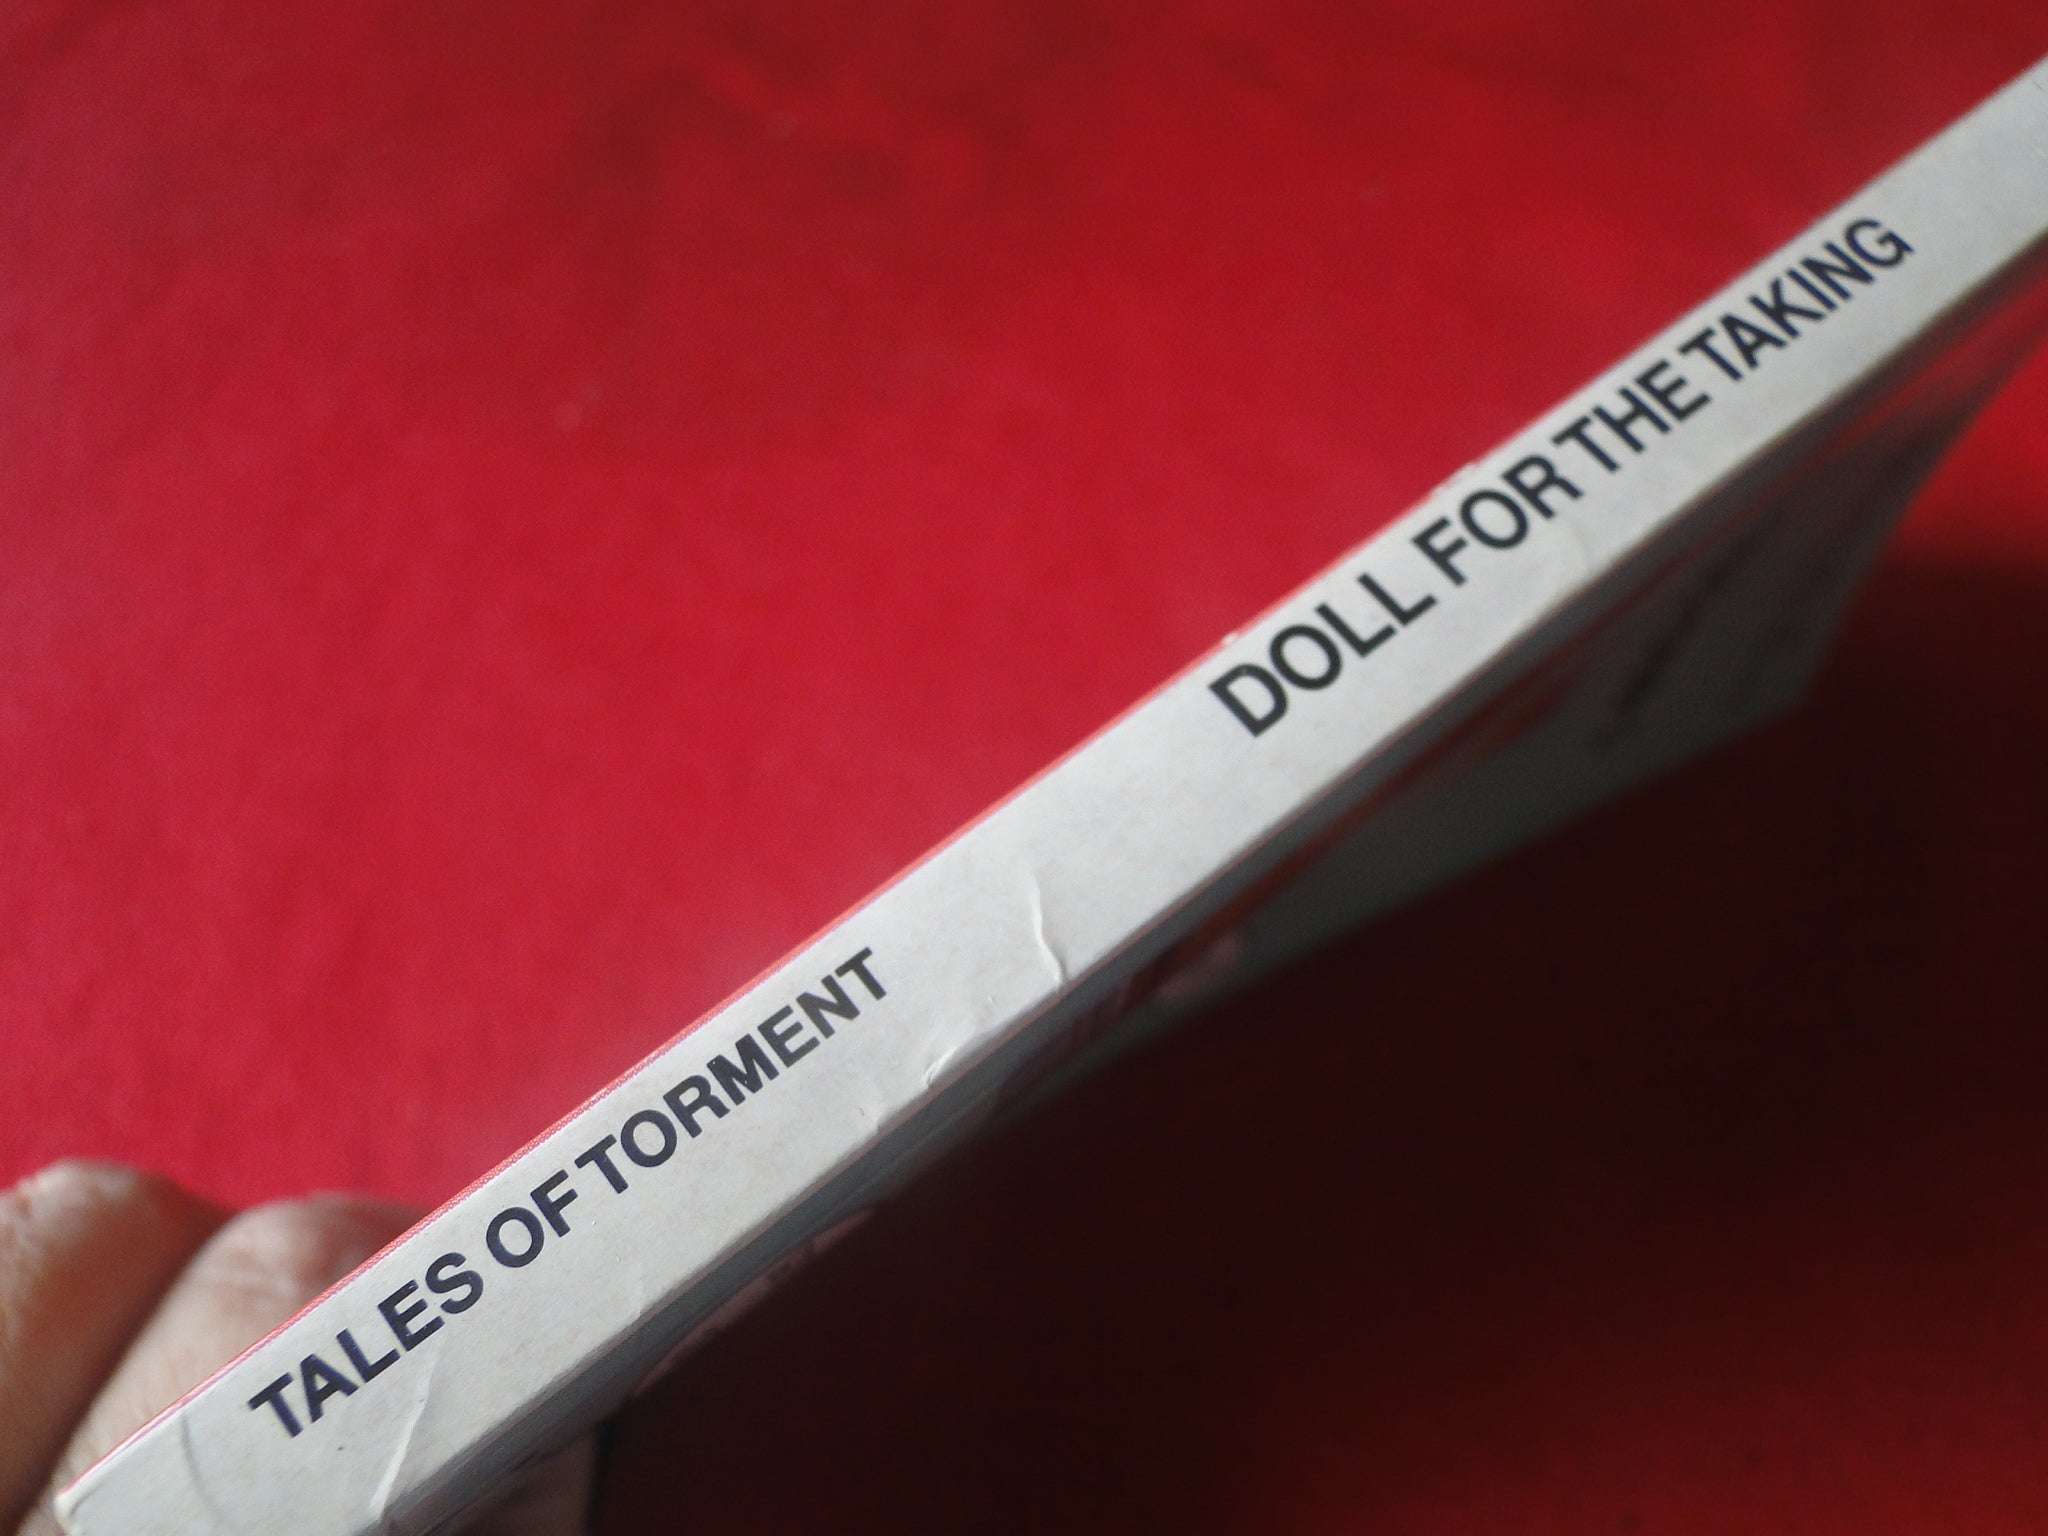 TALES OF TORMENT
DOLL FOR THE TAKING